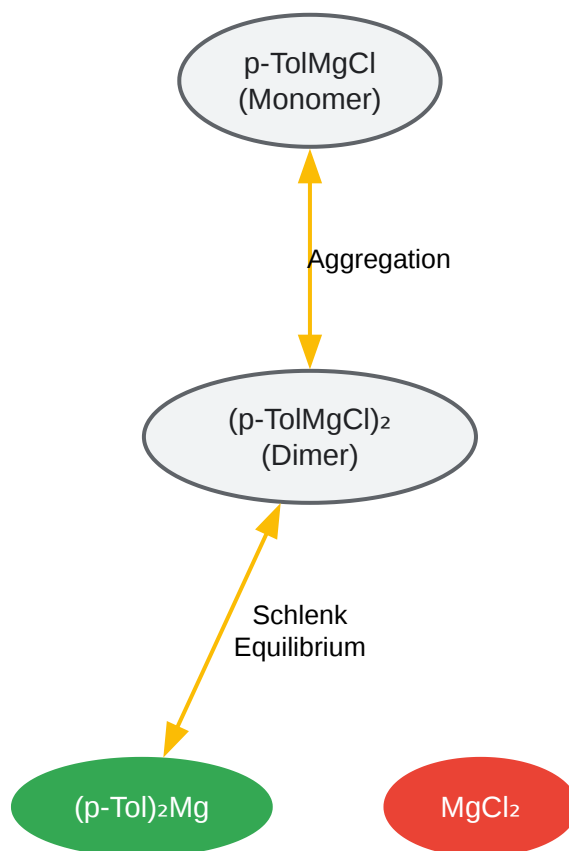 p-TolMgCl
(Monomer)
Aggregation
(p-TolMgCl)₂
(Dimer)
Schlenk
Equilibrium
(p-Tol)₂Mg
MgCl₂